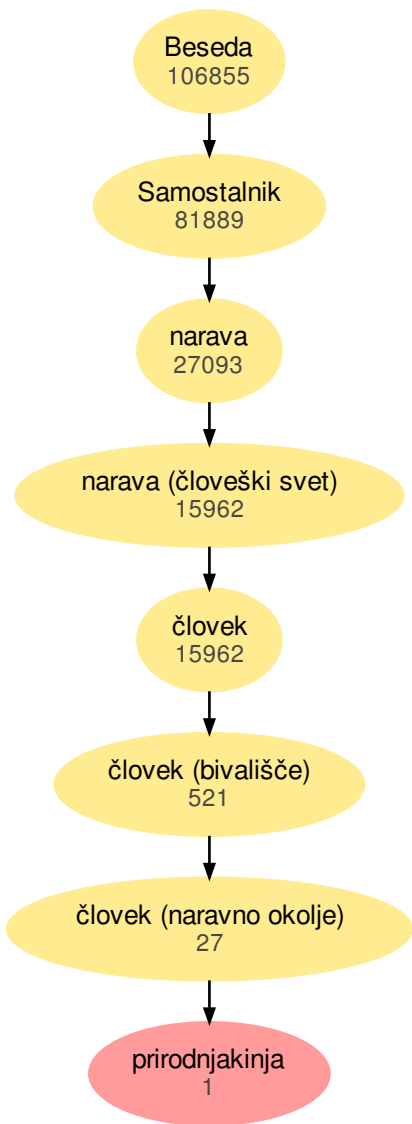 Beseda
106855
Samostalnik
81889
narava
27093
narava (človeški svet)
15962
človek
15962
človek (bivališče)
521
človek (naravno okolje)
27
prirodnjakinja
1